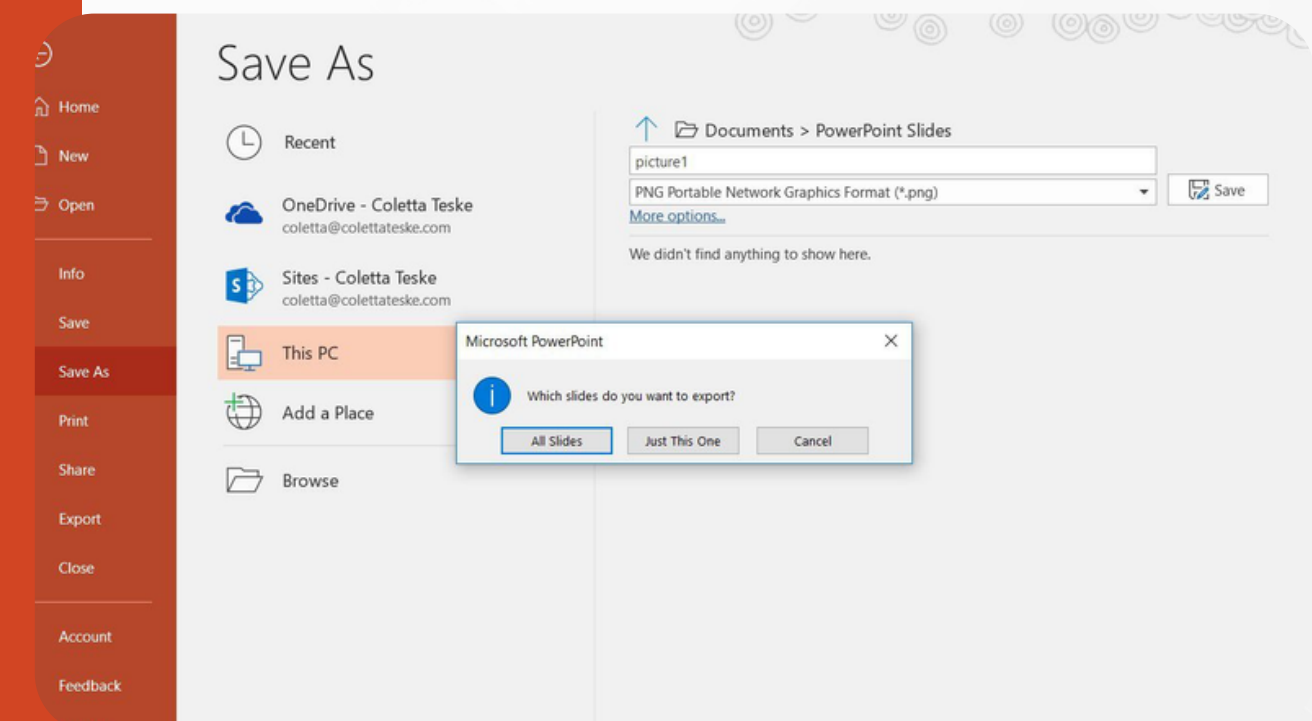 Save As
Home
New
Open
Info
Save
Save As
Print
Share
Export
Close
Account
Feedback
Recent
OneDrive - Coletta Teske
coletta@colettateske.com
Sites - Coletta Teske
coletta@colettateske.com
This PC
Add a Place
Browse
Documents > PowerPoint Slides
picture1
PNG Portable Network Graphics Format (*.png)
Save
More options...
We didn't find anything to show here.
Microsoft PowerPoint
Which slides do you want to export?
All Slides
Just This One
Cancel